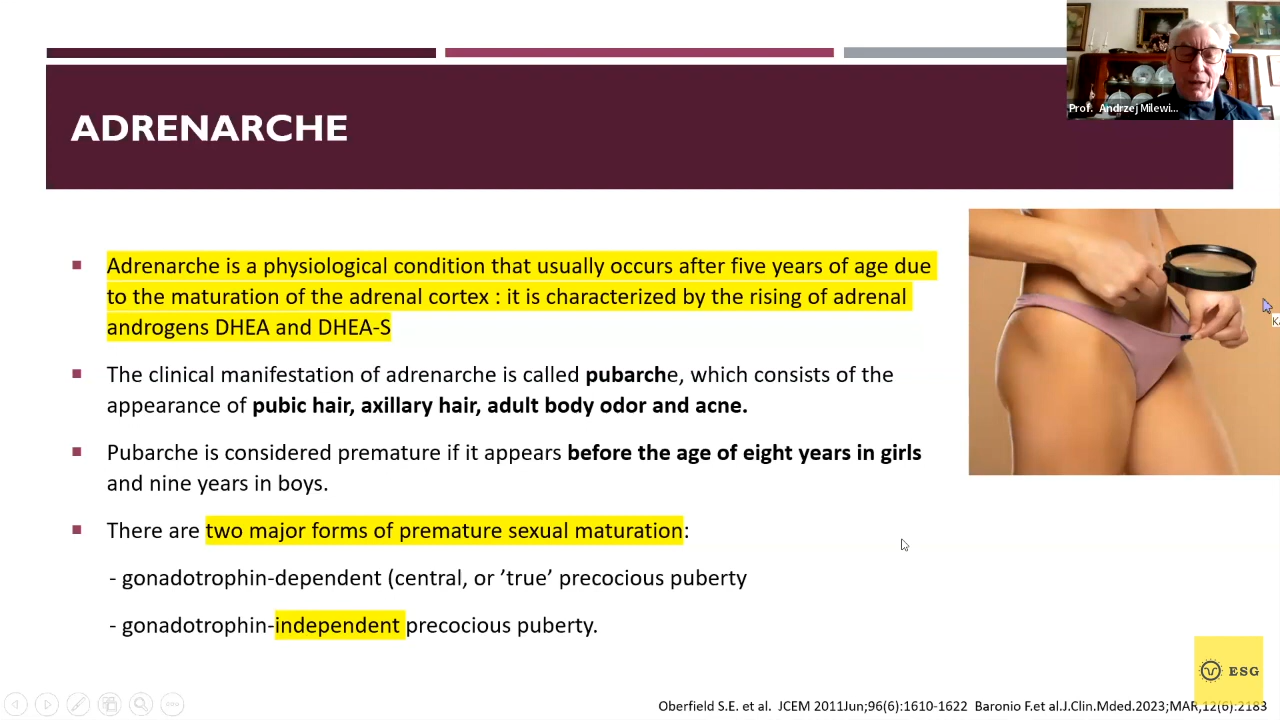 Prof. Andrzej Milewi...
ADRENARCHE
Adrenarche is a physiological condition that usually occurs after five years of age due
to the maturation of the adrenal cortex : it is characterized by the rising of adrenal
androgens DHEA and DHEA-S
The clinical manifestation of adrenarche is called pubarche, which consists of the
appearance of pubic hair, axillary hair, adult body odor and acne.
Pubarche is considered premature if it appears before the age of eight years in girls
and nine years in boys.
There are two major forms of premature sexual maturation:
- gonadotrophin-dependent (central, or ’true’ precocious puberty
- gonadotrophin-independent precocious puberty.
ESG
Oberfield S.E. et al. JCEM 2011Jun;96(6):1610-1622 Baronio F.et al.J.Clin.Mded.2023;MAR,12(6):2183